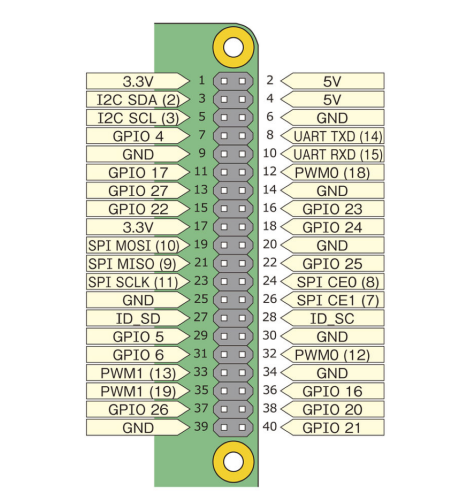 3.3V 1 2 5V
I2C SDA (2) 3 4 5V
I2C SCL (3) 5 6 GND
GPIO 4 7 8 UART TXD (14)
GND 9 10 UART RXD (15)
GPIO 17 11 12 PWM0 (18)
GPIO 27 13 14 GND
GPIO 22 15 16 GPIO 23
3.3V 17 18 GPIO 24
SPI MOSI (10) 19 20 GND
SPI MISO (9) 21 22 GPIO 25
SPI SCLK (11) 23 24 SPI CE0 (8)
GND 25 26 SPI CE1 (7)
ID_SD 27 28 ID_SC
GPIO 5 29 30 GND
GPIO 6 31 32 PWM0 (12)
PWM1 (13) 33 34 GND
PWM1 (19) 35 36 GPIO 16
GPIO 26 37 38 GPIO 20
GND 39 40 GPIO 21